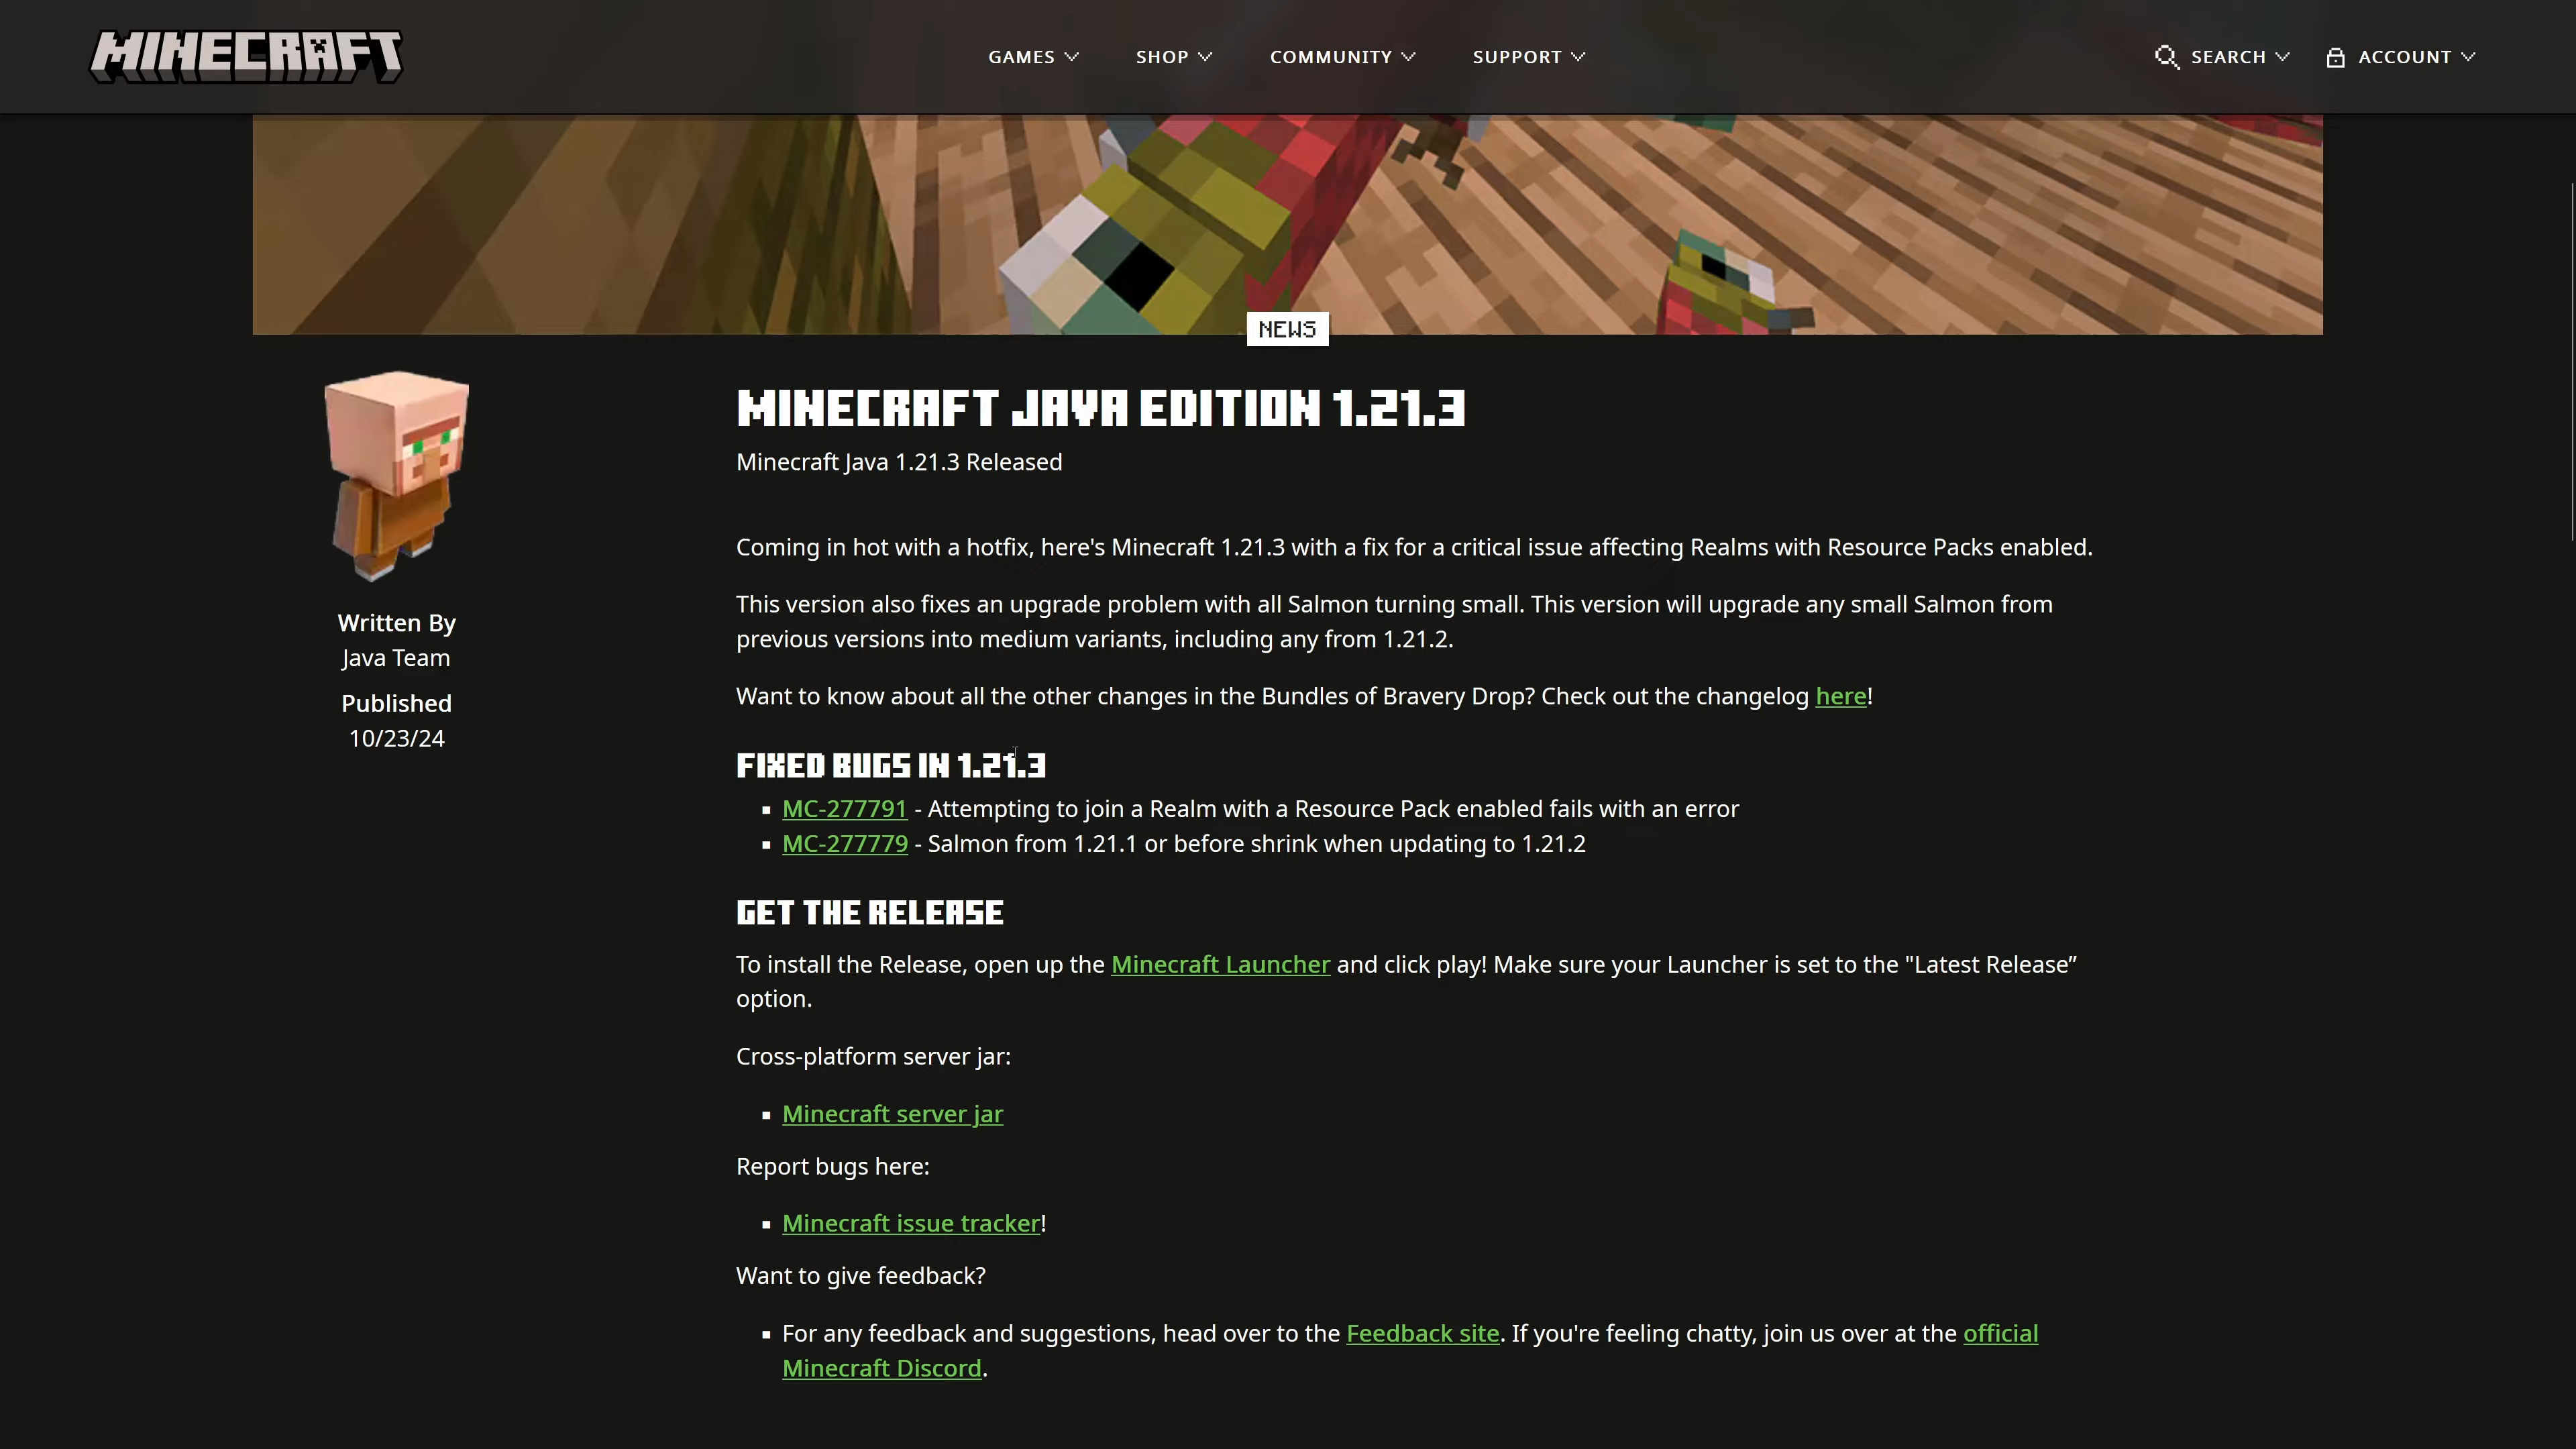 MINECRAFT
GAMES
SHOP
COMMUNITY
SUPPORT
SEARCH
ACCOUNT
NEWS
MINECRAFT JAVA EDITION 1.21.3
Minecraft Java 1.21.3 Released
Written By
Java Team
Published
10/23/24
Coming in hot with a hotfix, here's Minecraft 1.21.3 with a fix for a critical issue affecting Realms with Resource Packs enabled.
This version also fixes an upgrade problem with all Salmon turning small. This version will upgrade any small Salmon from
previous versions into medium variants, including any from 1.21.2.
Want to know about all the other changes in the Bundles of Bravery Drop? Check out the changelog here!
FIXED BUGS IN 1.21.3
▪ MC-277791 - Attempting to join a Realm with a Resource Pack enabled fails with an error
▪ MC-277779 - Salmon from 1.21.1 or before shrink when updating to 1.21.2
GET THE RELEASE
To install the Release, open up the Minecraft Launcher and click play! Make sure your Launcher is set to the "Latest Release”
option.
Cross-platform server jar:
▪ Minecraft server jar
Report bugs here:
▪ Minecraft issue tracker!
Want to give feedback?
▪ For any feedback and suggestions, head over to the Feedback site. If you're feeling chatty, join us over at the official
Minecraft Discord.